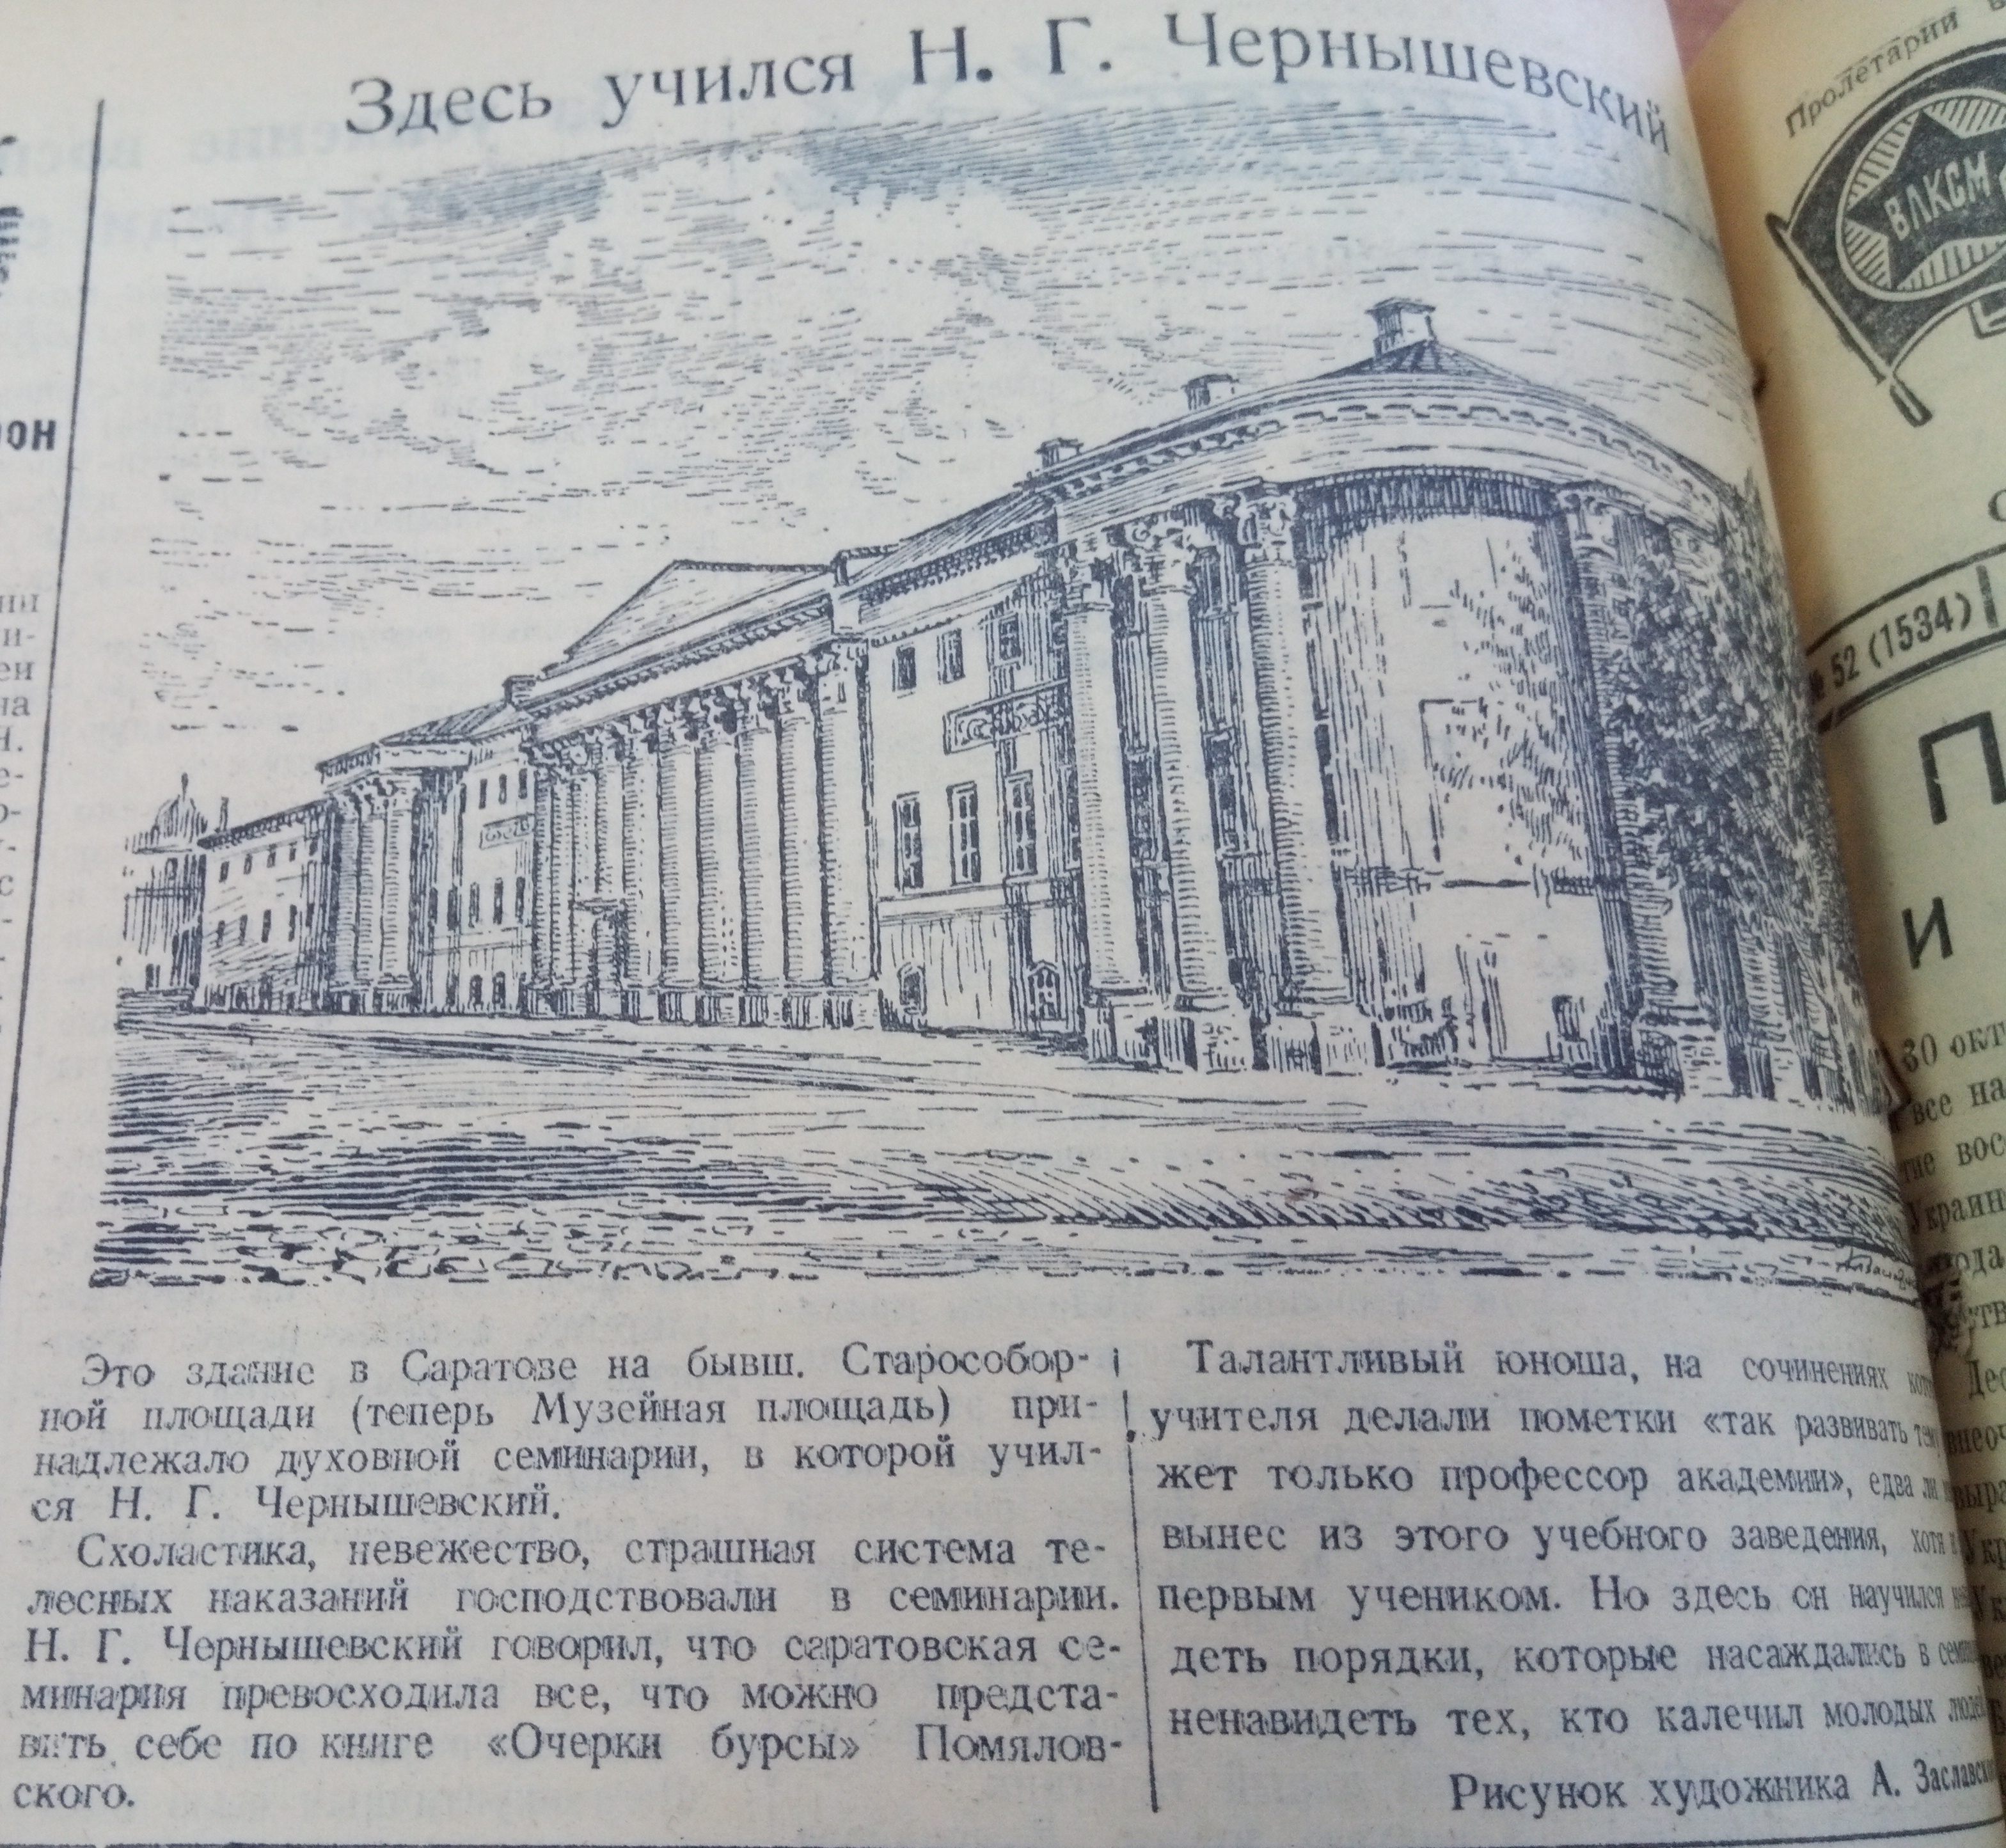 Здесь учился Н. Г. Чернышевский
Это здание в Саратове на бывш. Старособор-
ной площади (теперь Музейная площадь) при-
надлежало духовной семинарии, в которой учил-
ся Н. Г. Чернышевский.
Схоластика, невежество, страшная система те-
лесных наказаний господствовали в семинарии.
Н. Г. Чернышевский говорил, что саратовская се-
минария превосходила все, что можно предста-
вить себе по книге «Очерки бурсы» Помялов-
ского.
Талантливый юноша, на сочинениях
учителя делали пометки «так развивать
жет только профессор академии», едва ли
вынес из этого учебного заведения, хотя
первым учеником. Но здесь он научился
деть порядки, которые насаждались в
ненавидеть тех, кто калечил молодых
Рисунок художника А.
Пролетарии
ВЛКСМ
№ 52 (1534)
П
и
30
все